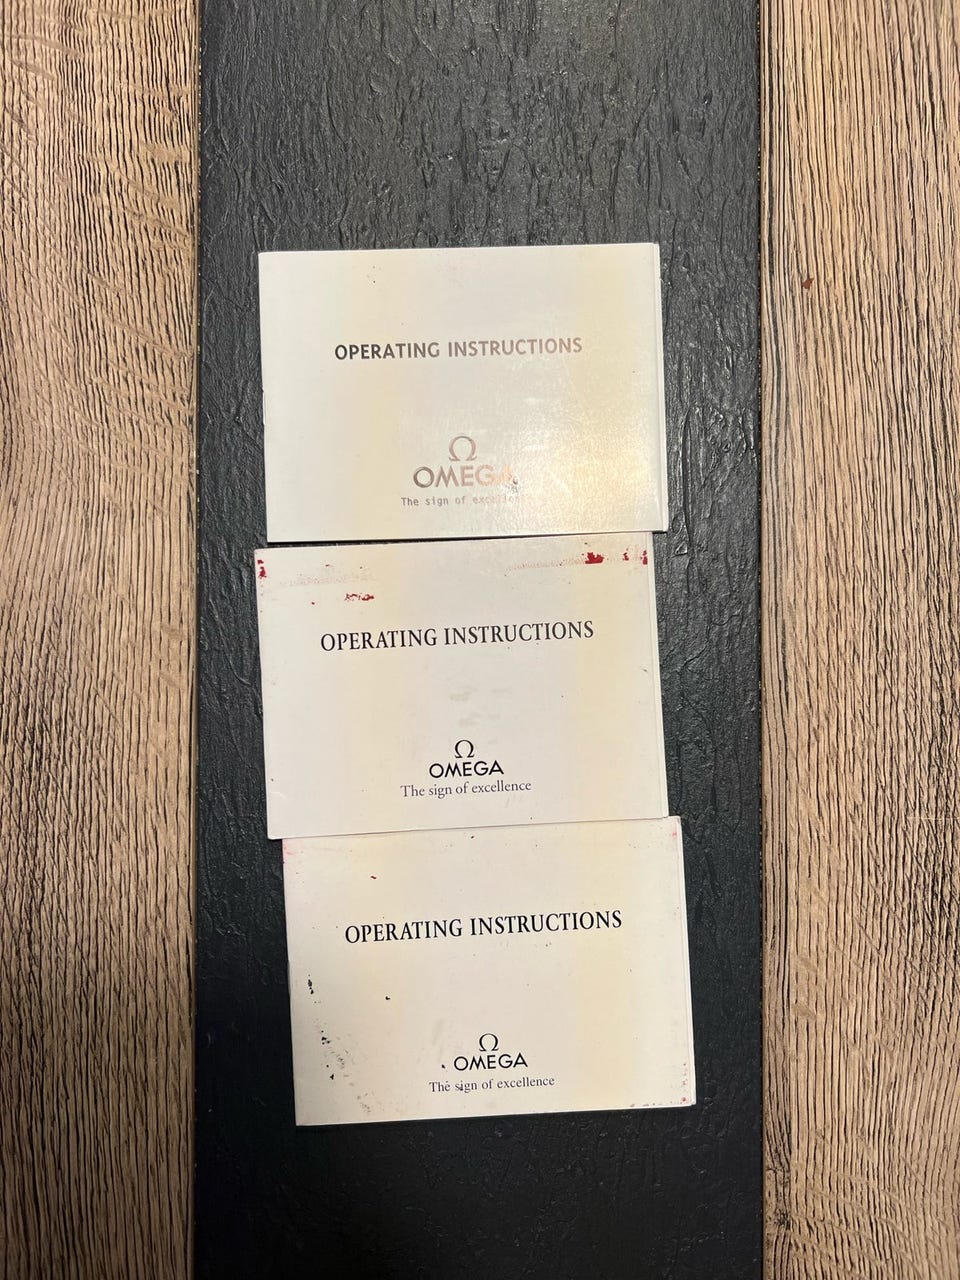 OPERATING INSTRUCTIONS
Ω
OMEGA
The sign of excellence
OPERATING INSTRUCTIONS
Ω
OMEGA
The sign of excellence
OPERATING INSTRUCTIONS
Ω
OMEGA
The sign of excellence